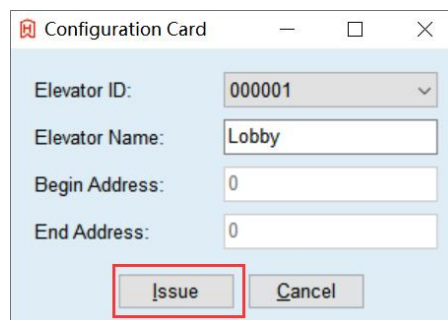 Configuration Card
Elevator ID: 000001
Elevator Name: Lobby
Begin Address: 0
End Address: 0
Issue Cancel